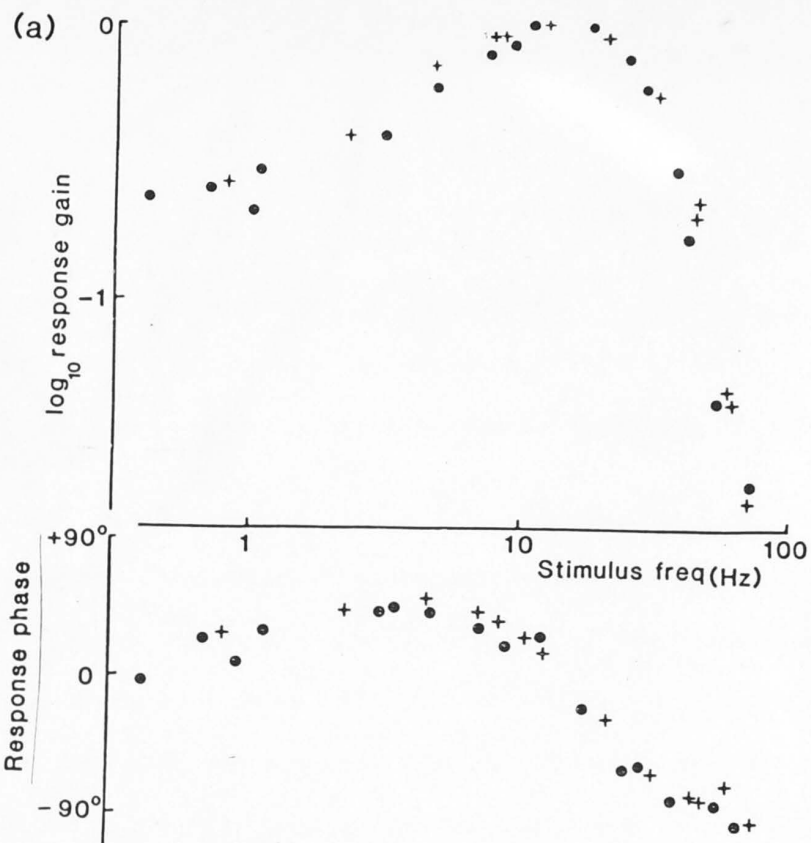 (a)
0
-1
log10 response gain
1
10
100
Stimulus freq(Hz)
+90°
0
-90°
Response phase